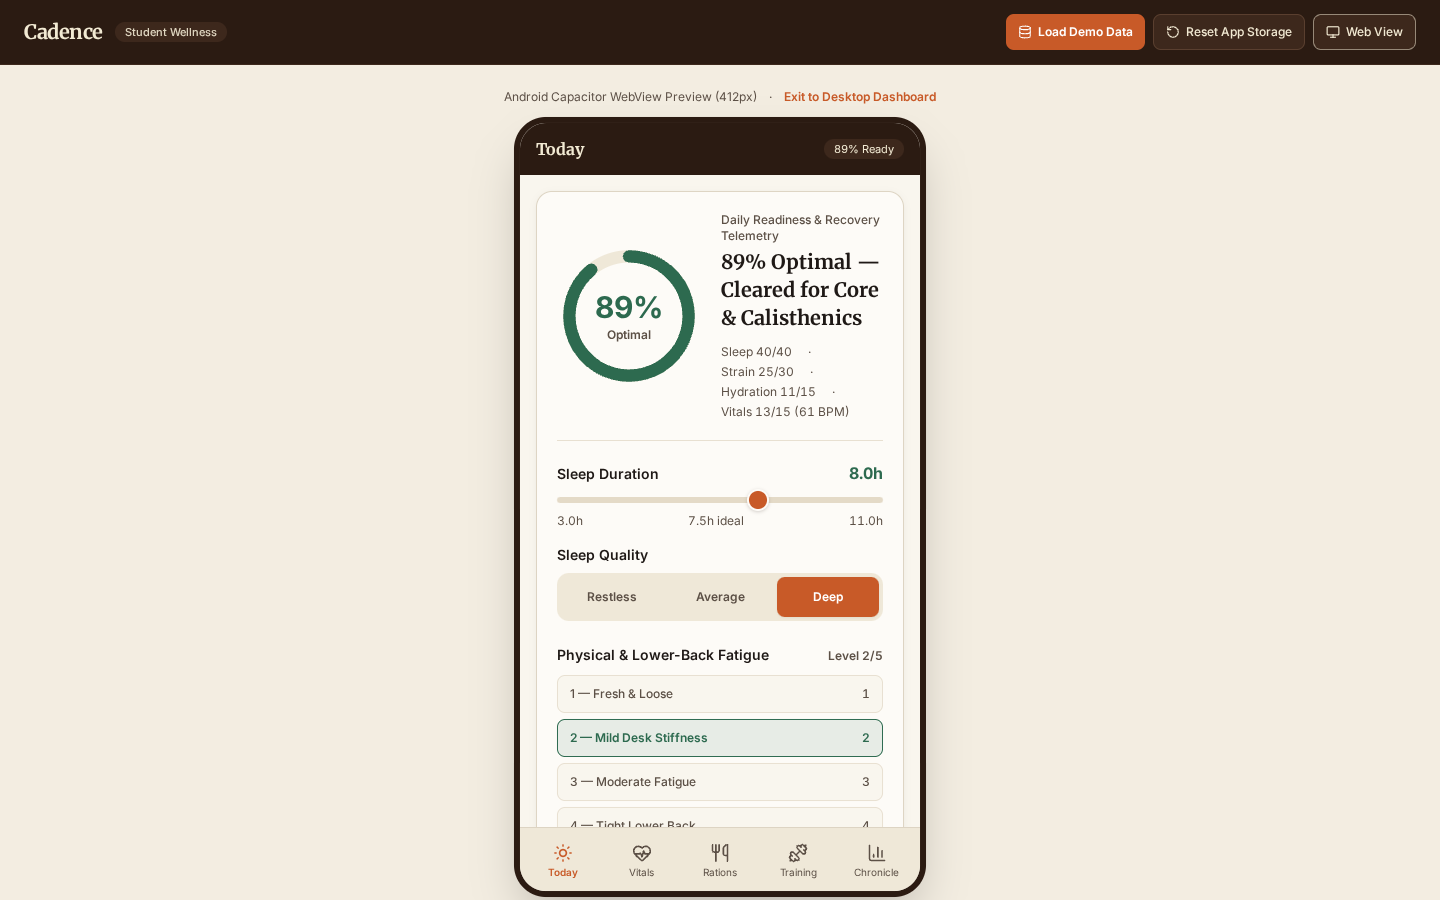 Cadence
Student Wellness
Load Demo Data
Reset App Storage
Web View
Android Capacitor WebView Preview (412px) · Exit to Desktop Dashboard
Today
89% Ready
Daily Readiness & Recovery
Telemetry
89% Optimal —
Cleared for Core
& Calisthenics
89%
Optimal
Sleep 40/40 ·
Strain 25/30 ·
Hydration 11/15 ·
Vitals 13/15 (61 BPM)
Sleep Duration
8.0h
3.0h
7.5h ideal
11.0h
Sleep Quality
Restless
Average
Deep
Physical & Lower-Back Fatigue
Level 2/5
1 — Fresh & Loose
1
2 — Mild Desk Stiffness
2
3 — Moderate Fatigue
3
4 — Tight Lower Back
4
Today
Vitals
Rations
Training
Chronicle